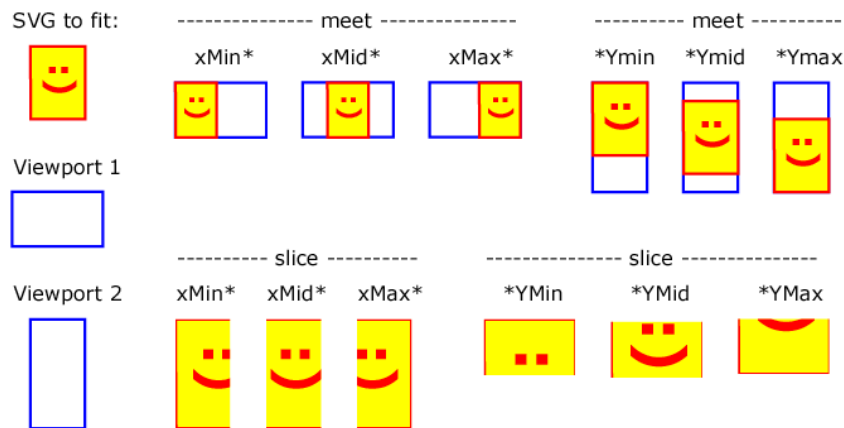 SVG to fit:
--------------- meet ---------------
--------- meet ---------
xMin* xMid* xMax*
*Ymin *Ymid *Ymax
Viewport 1
---------- slice ----------
--------------- slice ---------------
Viewport 2
xMin* xMid* xMax*
*YMin *YMid *YMax